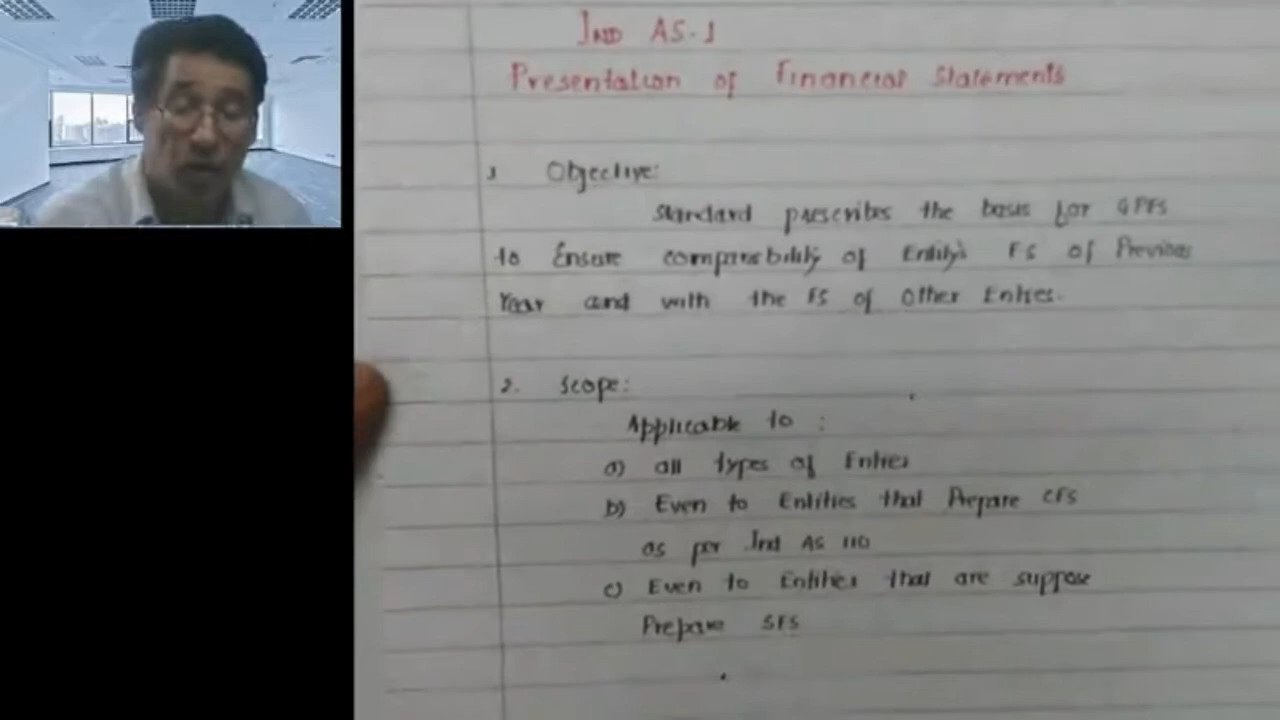 Ind AS-1
Presentation of Financial Statements
1 Objective:
Standard prescribes the basis for GPFS
to Ensure comparability of Entity's FS of Previous
Year and with the FS of Other Enties.
2. Scope:
Applicable to :
a) all types of Enties
b) Even to Entities that Prepare CFS
as per Ind AS 110
c) Even to Entities that are suppose
Prepare SFS